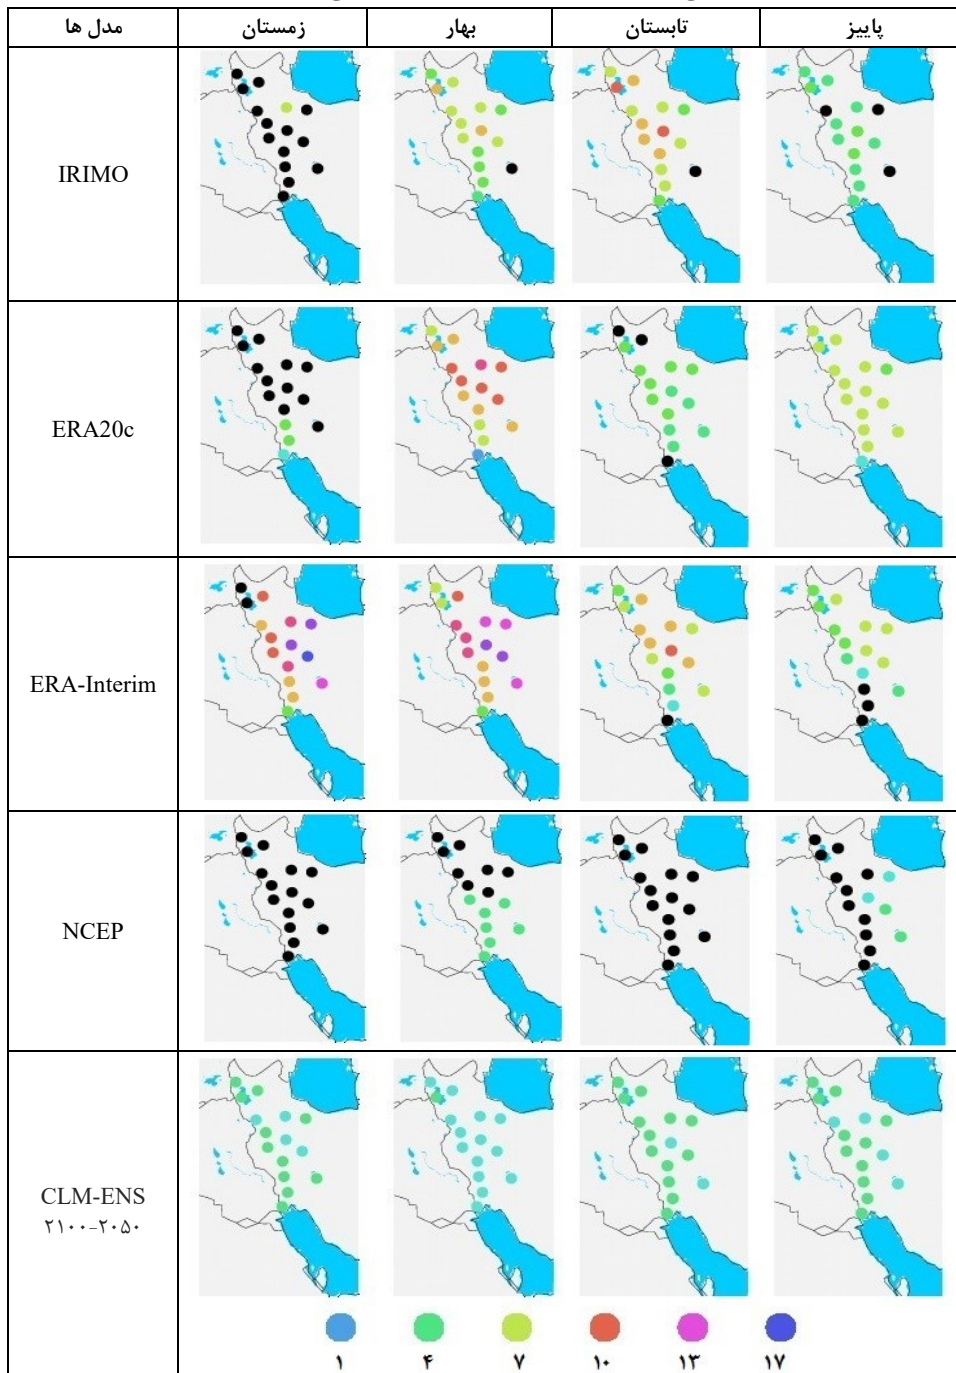 مدل ها زمستان بهار تابستان پاییز
IRIMO
ERA20c
ERA-Interim
NCEP
CLM-ENS
۲۱۰۰-۲۰۵۰
۱ ۴ ۷ ۱۰ ۱۳ ۱۷